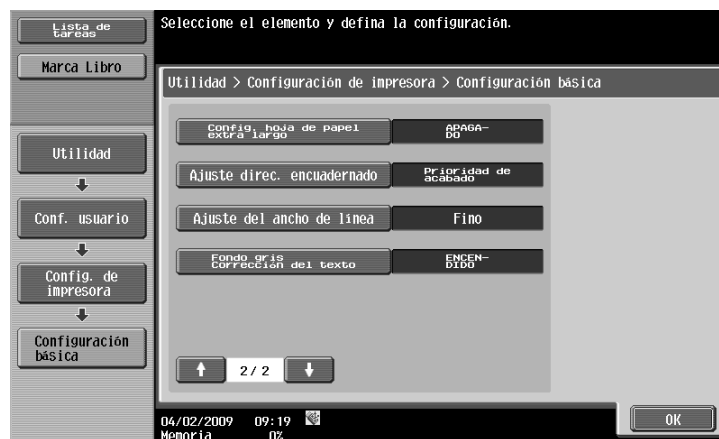 Lista de
tareas
Seleccione el elemento y defina la configuración.
Marca Libro
Utilidad > Configuración de impresora > Configuración básica
Config. hoja de papel
extra largo
APAGA-
DO
Utilidad
Ajuste direc. encuadernado
Prioridad de
acabado
Conf. usuario
Ajuste del ancho de línea
Fino
Fondo gris
Corrección del texto
ENCEN-
DIDO
Config. de
impresora
Configuración
básica
2/2
04/02/2009 09:19
Memoria 0%
OK